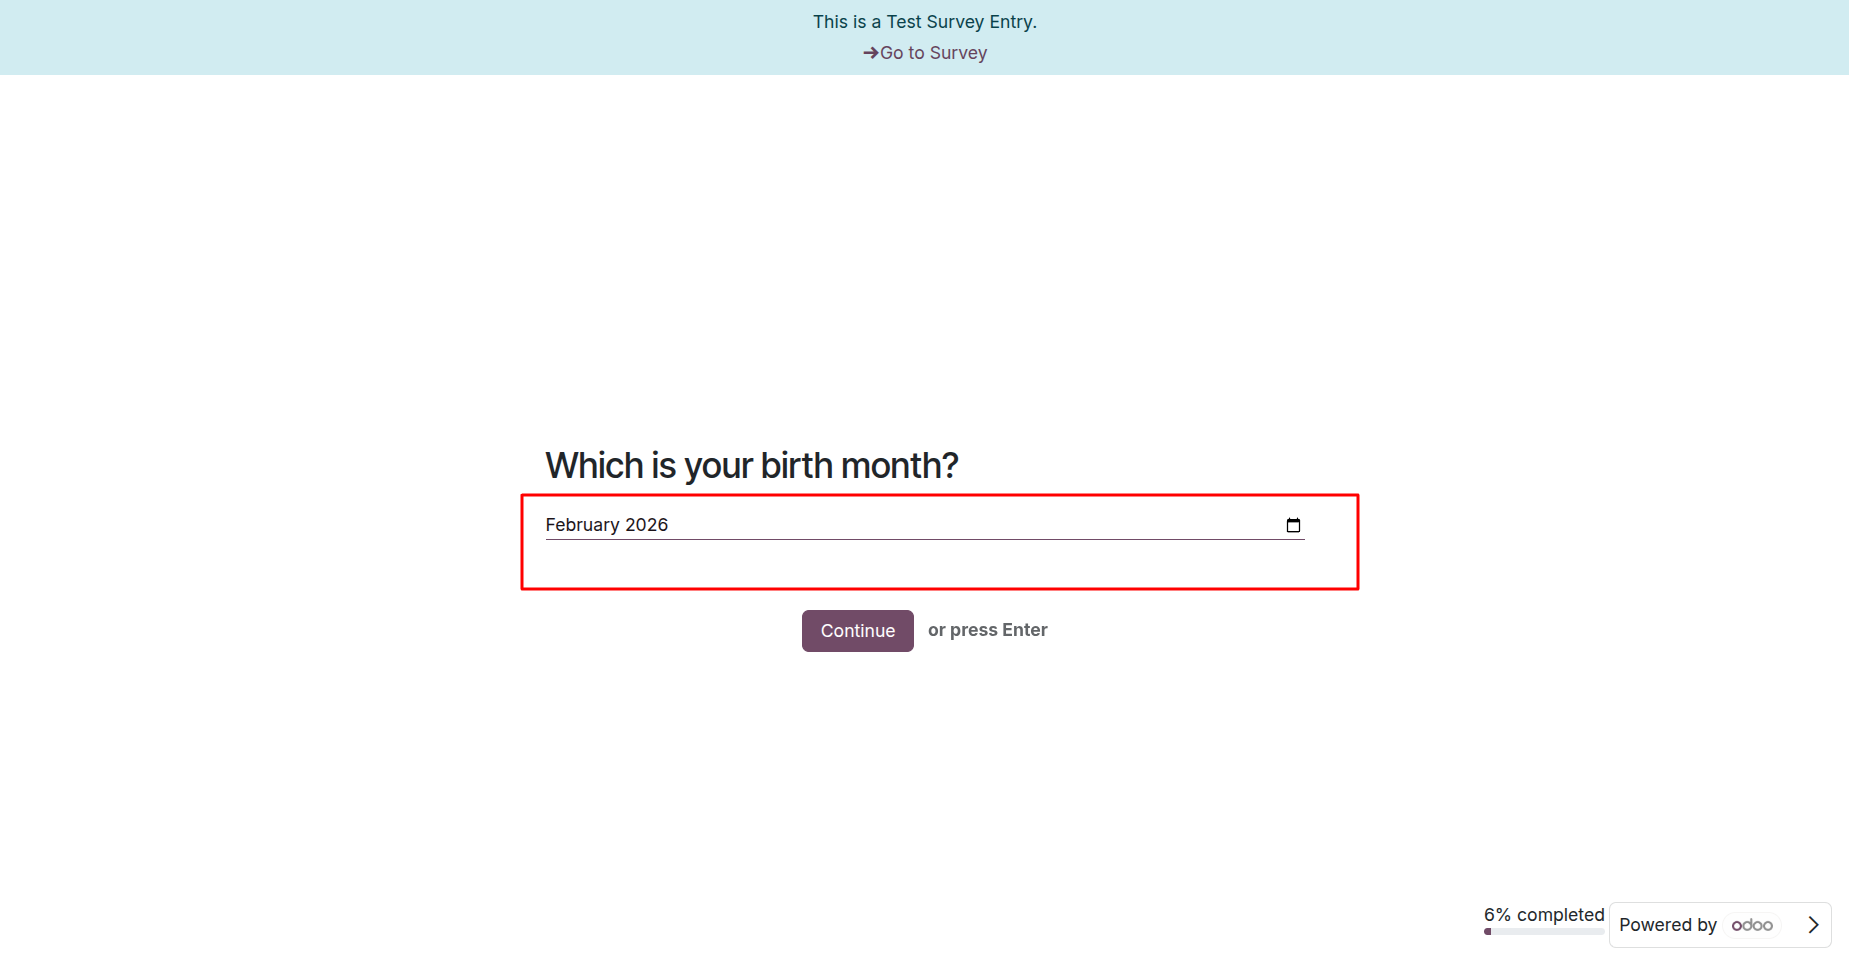 This is a Test Survey Entry.
Go to Survey
Which is your birth month?
February 2026
Continue or press Enter
6% completed
Powered by odoo